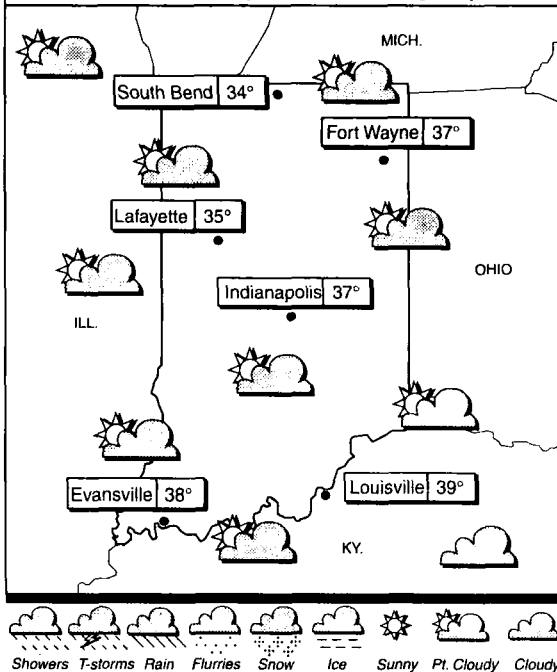 MICH.
South Bend 34°
Fort Wayne 37°
Lafayette 35°
OHIO
Indianapolis 37°
ILL.
Evansville 38°
Louisville 39°
KY.
Showers T-storms Rain Flurries Snow Ice Sunny Pt. Cloudy Cloudy